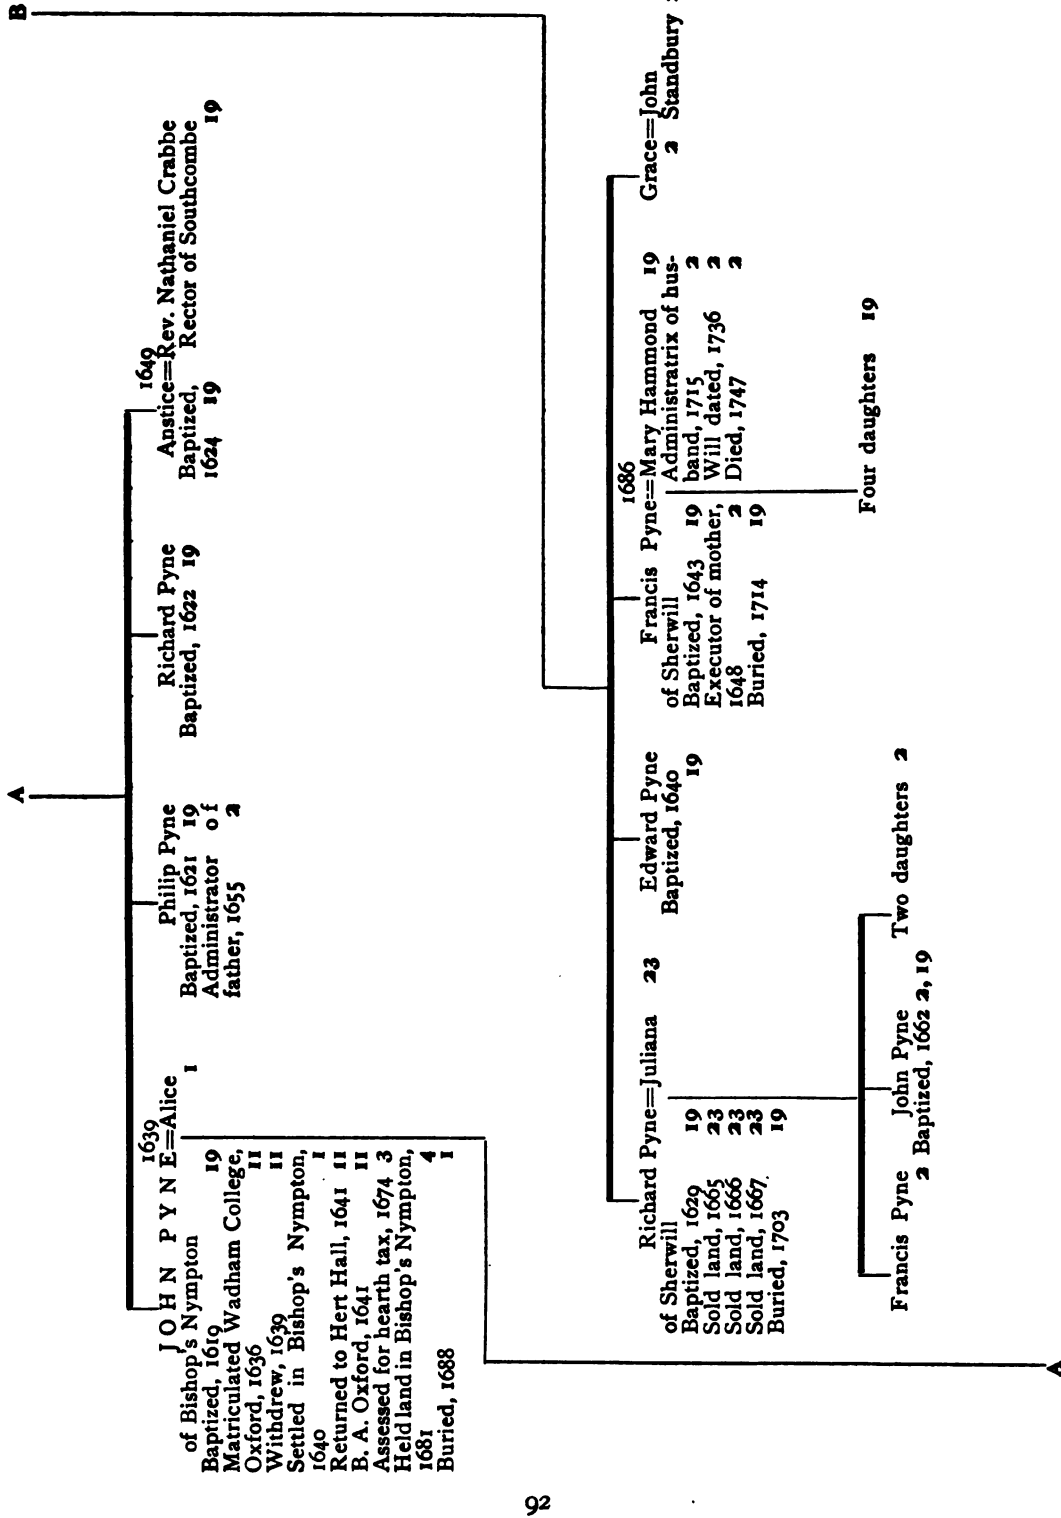 A
B
1639
JOHN PYNE=Alice 1
of Bishop's Nympton
Baptized, 1619 19
Matriculated Wadham College,
Oxford, 1636 11
Withdrew, 1639 11
Settled in Bishop's Nympton,
1640 1
Returned to Hert Hall, 1641 11
B. A. Oxford, 1641 11
Assessed for hearth tax, 1674 3
Held land in Bishop's Nympton,
1681 4
Buried, 1688 1
Philip Pyne
Baptized, 1621 19
Administrator of
father, 1655 2
Richard Pyne
Baptized, 1622 19
1649
Anstice=Rev. Nathaniel Crabbe
Baptized, Rector of Southcombe
1624 19 19
Richard Pyne=Juliana 23
of Sherwill
Baptized, 1629 19
Sold land, 1665 23
Sold land, 1666 23
Sold land, 1667. 23
Buried, 1703 19
Edward Pyne
Baptized, 1640
19
1686
Francis Pyne=Mary Hammond 19
of Sherwill Administratrix of hus-
Baptized, 1643 19 band, 1715 2
Executor of mother, Will dated, 1736 2
1648 2 Died, 1747 2
Buried, 1714 19
Grace=John
2 Standbury
Francis Pyne John Pyne Two daughters 2
2 Baptized, 1662 2, 19
Four daughters 19
A
92